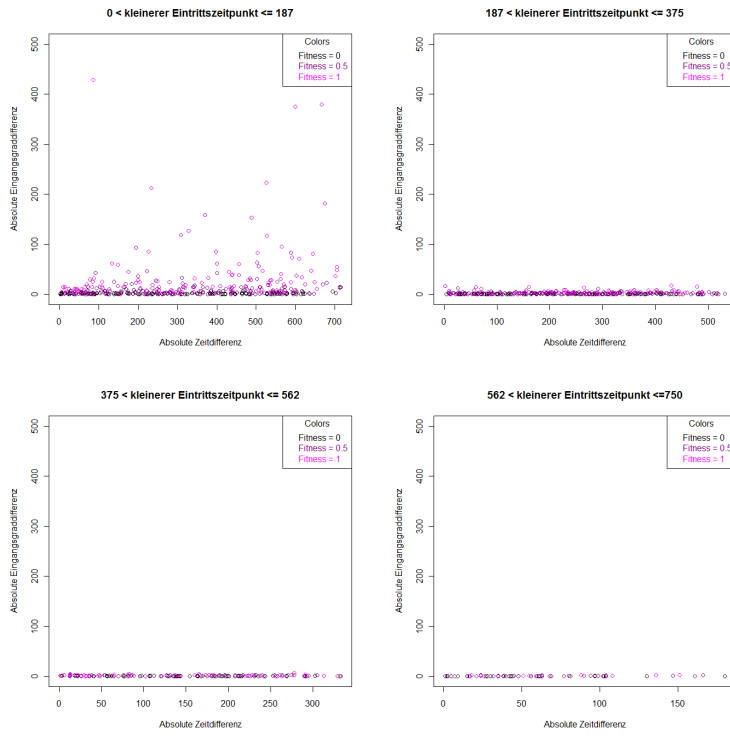 0 < kleinerer Eintrittszeitpunkt <= 187
Absolute Eingangsgraddifferenz
500
400
300
200
100
0
Colors
Fitness = 0
Fitness = 0.5
Fitness = 1
0 100 200 300 400 500 600 700
Absolute Zeitdifferenz
187 < kleinerer Eintrittszeitpunkt <= 375
Absolute Eingangsgraddifferenz
500
400
300
200
100
0
Colors
Fitness = 0
Fitness = 0.5
Fitness = 1
0 100 200 300 400 500
Absolute Zeitdifferenz
375 < kleinerer Eintrittszeitpunkt <= 562
Absolute Eingangsgraddifferenz
500
400
300
200
100
0
Colors
Fitness = 0
Fitness = 0.5
Fitness = 1
0 50 100 150 200 250 300
Absolute Zeitdifferenz
562 < kleinerer Eintrittszeitpunkt <=750
Absolute Eingangsgraddifferenz
500
400
300
200
100
0
Colors
Fitness = 0
Fitness = 0.5
Fitness = 1
0 50 100 150
Absolute Zeitdifferenz